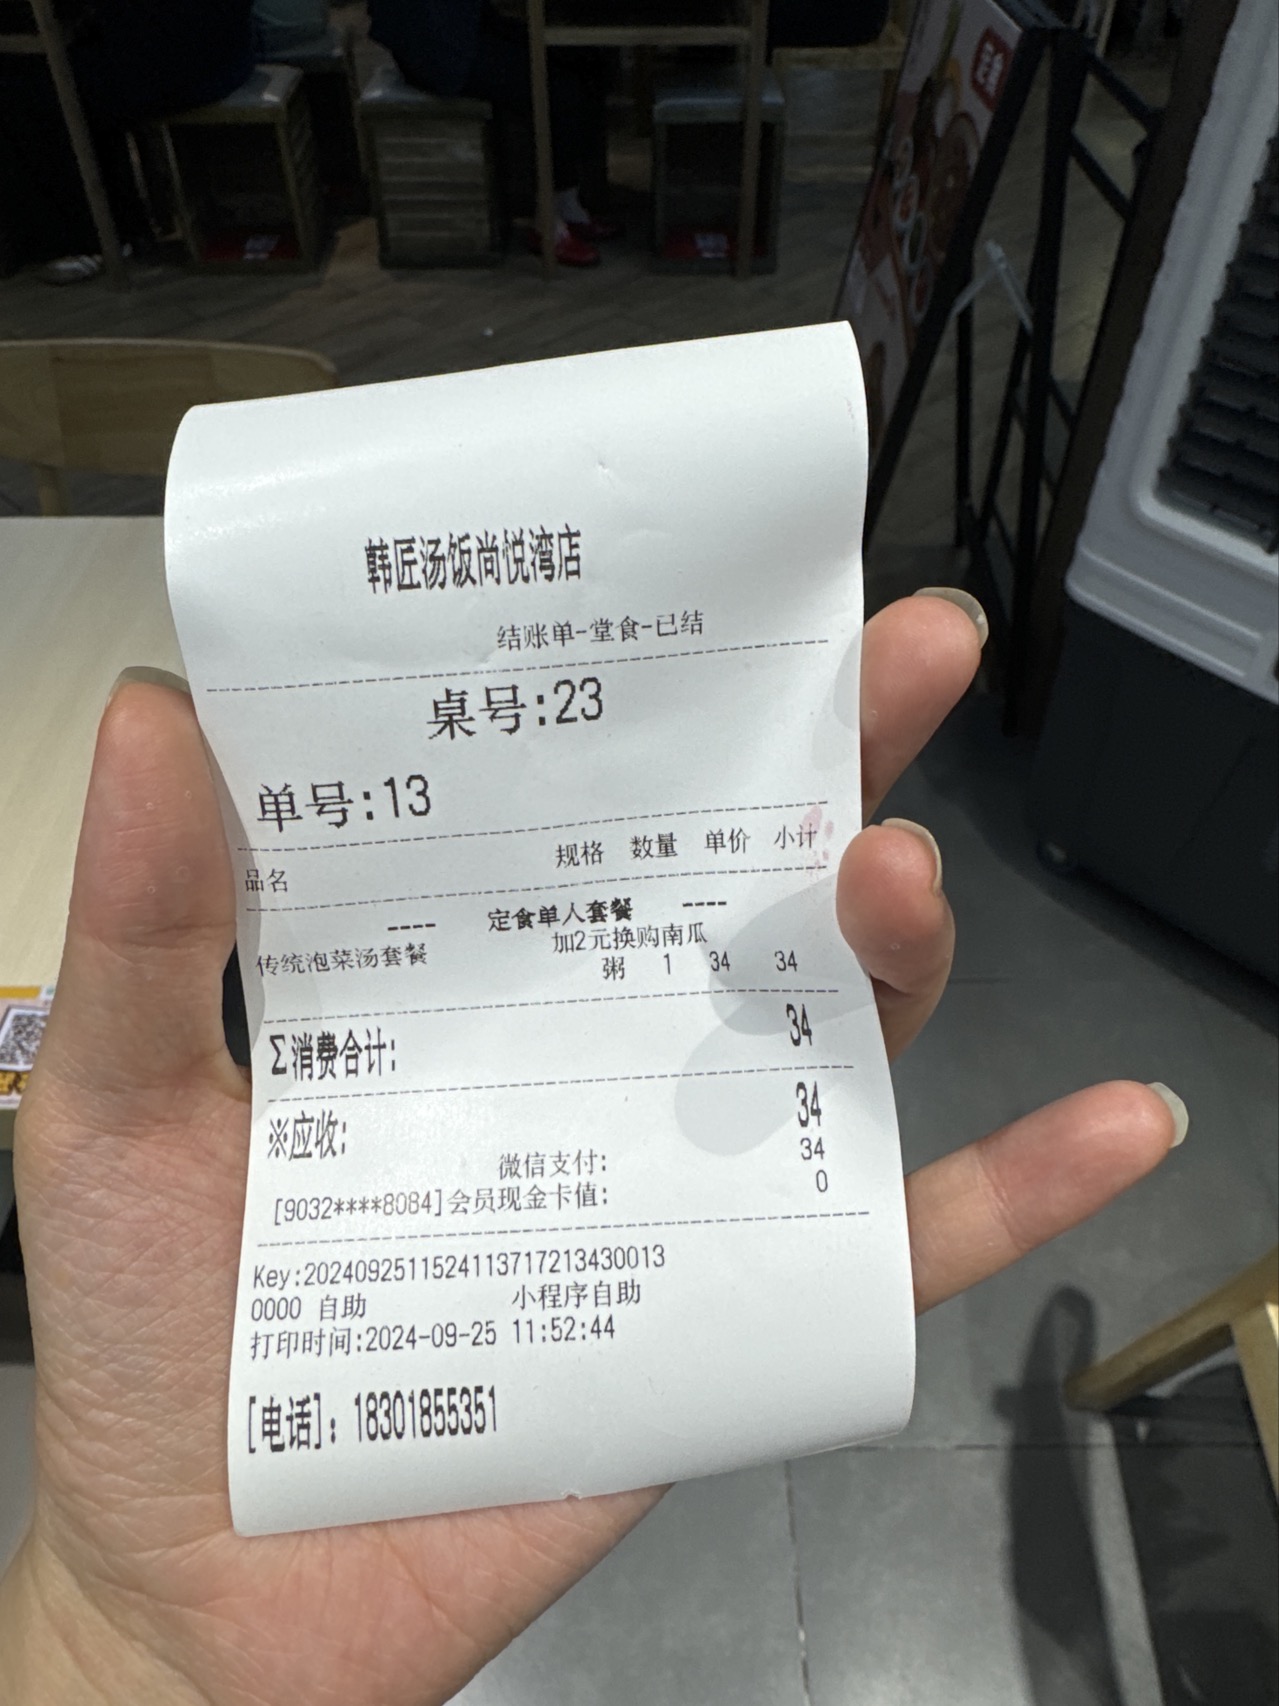 韩匠汤饭尚悦湾店
结账单-堂食-已结
桌号:23
单号:13
品名 规格 数量 单价 小计
---- 定食单人套餐 ----
传统泡菜汤套餐 加2元换购南瓜
粥 1 34 34
Σ消费合计: 34
※应收: 34
微信支付: 34
[9032****8084]会员现金卡值: 0
Key:20240925115241137172134​30013
0000 自助 小程序自助
打印时间:2024-09-25 11:52:44
[电话]: 18301855351